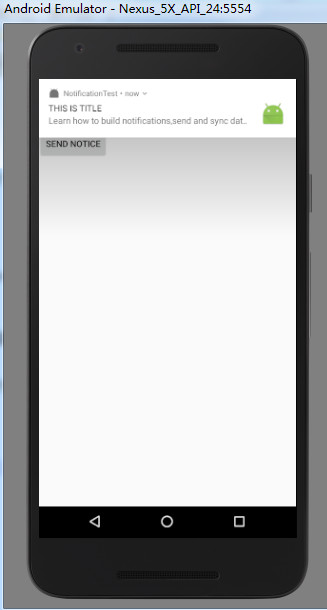 Android Emulator - Nexus_5X_API_24:5554
NotificationTest • now
THIS IS TITLE
Learn how to build notifications,send and sync dat..
SEND NOTICE